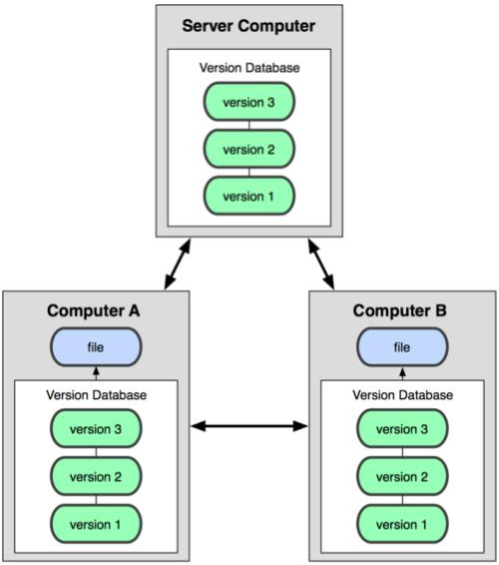 Server Computer
Version Database
version 3
version 2
version 1
Computer A
file
Version Database
version 3
version 2
version 1
Computer B
file
Version Database
version 3
version 2
version 1